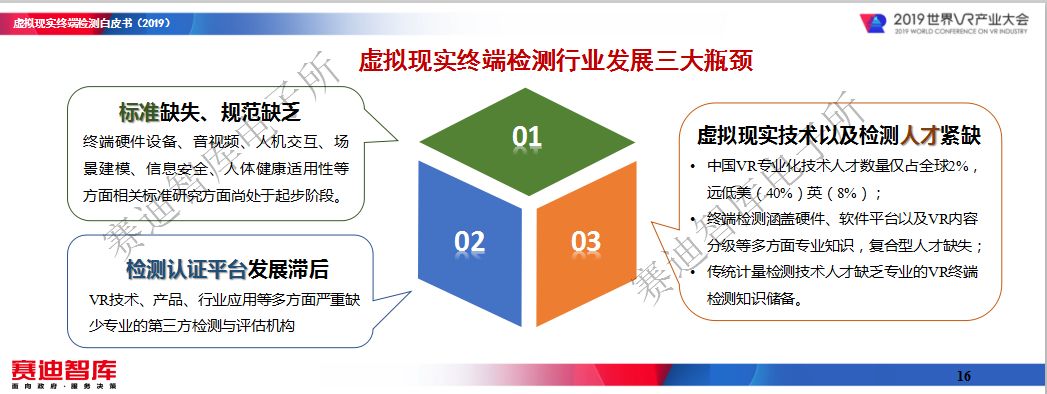 虚拟现实终端检测白皮书（2019）
2019世界VR产业大会
2019 WORLD CONFERENCE ON VR INDUSTRY
虚拟现实终端检测行业发展三大瓶颈
标准缺失、规范缺乏
终端硬件设备、音视频、人机交互、场
景建模、信息安全、人体健康适用性等
方面相关标准研究方面尚处于起步阶段。
检测认证平台发展滞后
VR技术、产品、行业应用等多方面严重缺
少专业的第三方检测与评估机构
01
02
03
虚拟现实技术以及检测人才紧缺
• 中国VR专业化技术人才数量仅占全球2%，
远低美（40%）英（8%）；
• 终端检测涵盖硬件、软件平台以及VR内容
分级等多方面专业知识，复合型人才缺失；
• 传统计量检测技术人才缺乏专业的VR终端
检测知识储备。
赛迪智库电子所
赛迪智库电子所
赛迪智库
面向政府·服务决策
16